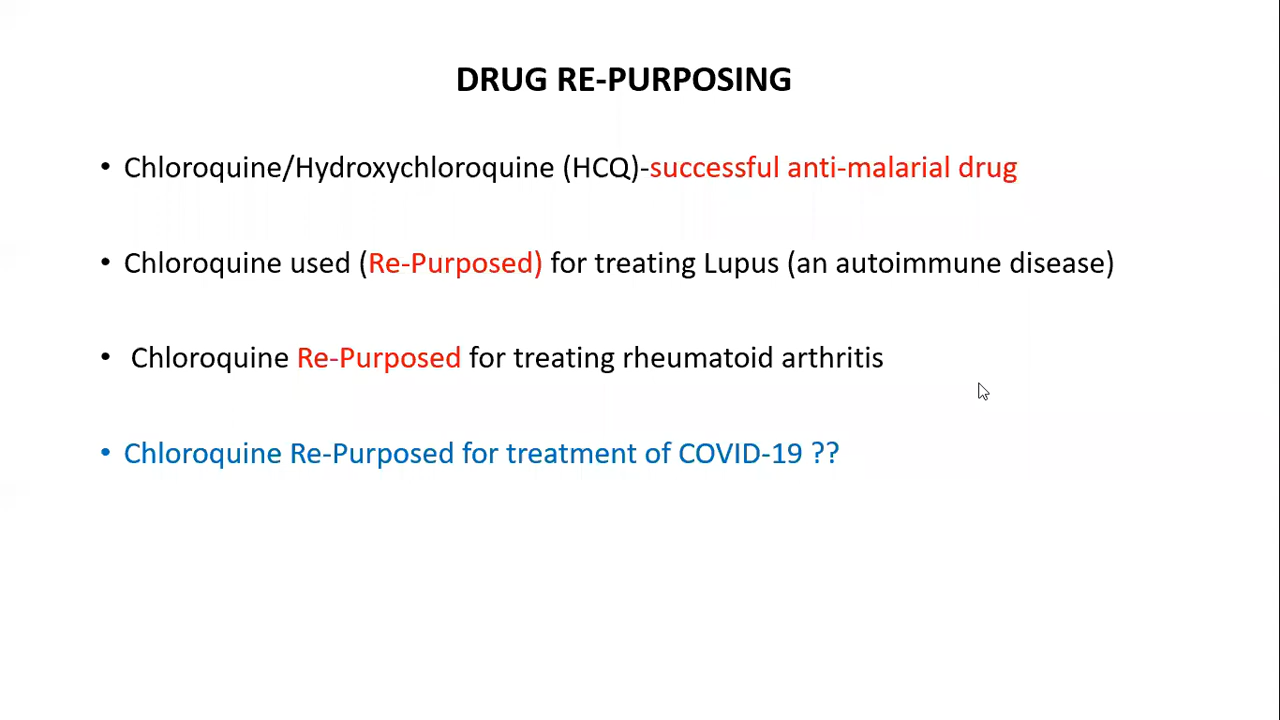 DRUG RE-PURPOSING
• Chloroquine/Hydroxychloroquine (HCQ)-successful anti-malarial drug
• Chloroquine used (Re-Purposed) for treating Lupus (an autoimmune disease)
• Chloroquine Re-Purposed for treating rheumatoid arthritis
• Chloroquine Re-Purposed for treatment of COVID-19 ??